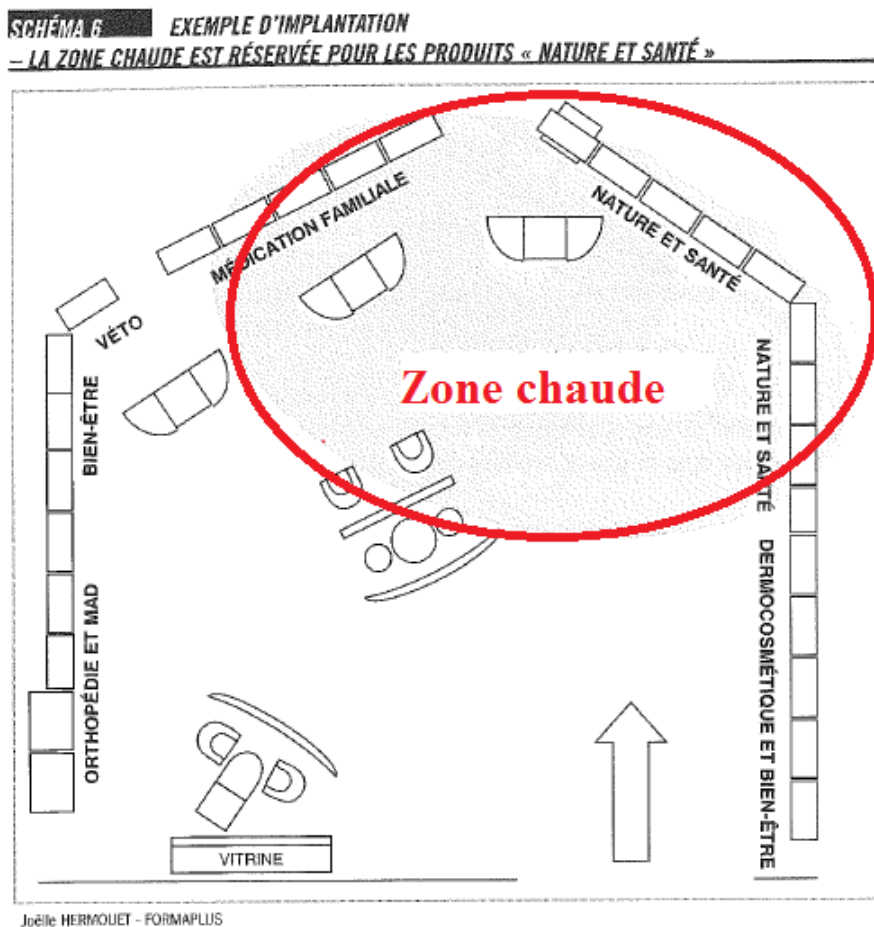 SCHÉMA 6 EXEMPLE D'IMPLANTATION
– LA ZONE CHAUDE EST RÉSERVÉE POUR LES PRODUITS « NATURE ET SANTÉ »
MÉDICATION FAMILIALE
NATURE ET SANTÉ
VÉTO
Zone chaude
BIEN-ÊTRE
NATURE ET SANTÉ
ORTHOPÉDIE ET MAD
DERMOCOSMÉTIQUE ET BIEN-ÊTRE
VITRINE
Joëlle HERMOUET - FORMAPLUS